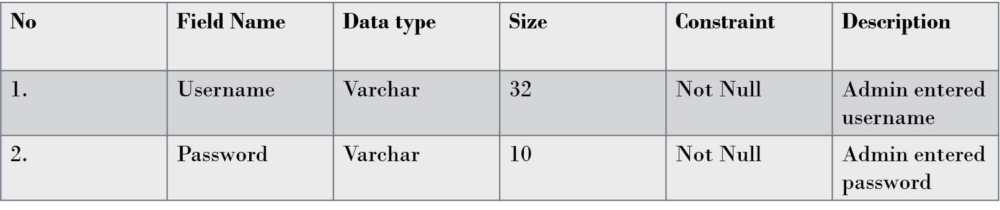 No Field Name Data type Size Constraint Description
1. Username Varchar 32 Not Null Admin entered
username
2. Password Varchar 10 Not Null Admin entered
password